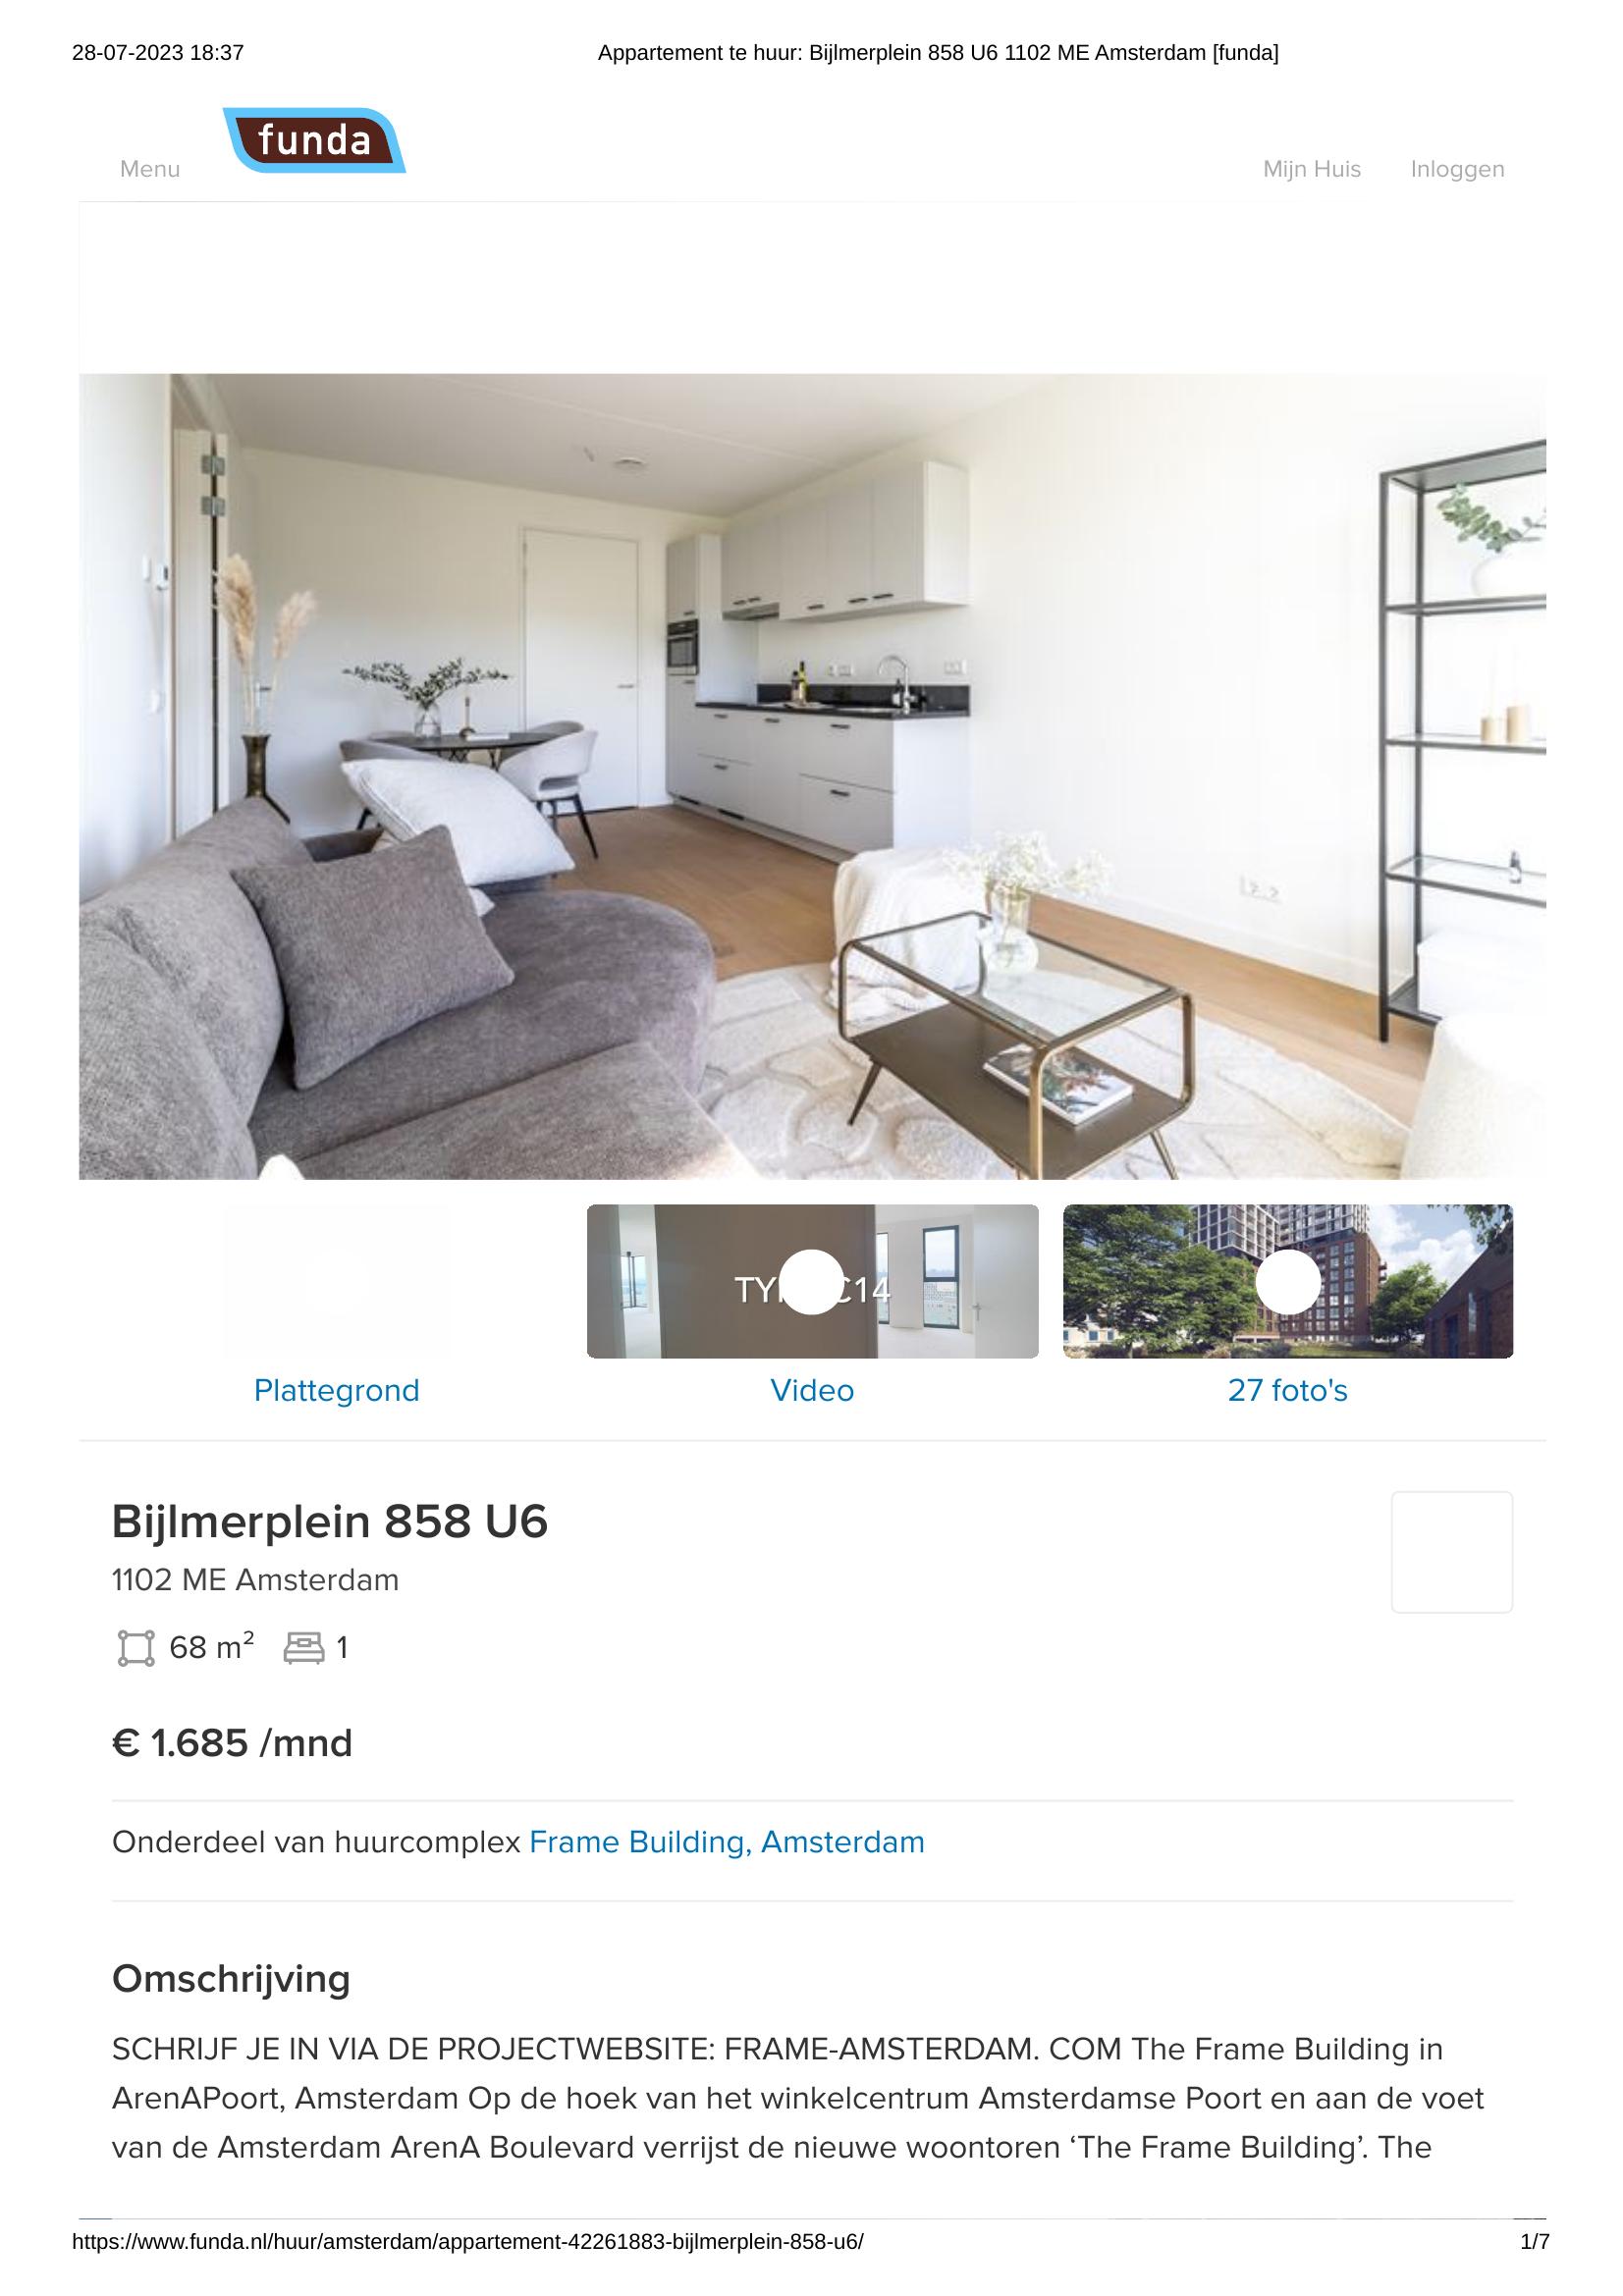 28-07-2023 18:37 Appartement te huur: Bijlmerplein 858 U6 1102 ME Amsterdam [funda]
Menu funda Mijn Huis Inloggen
C14
Plattegrond Video 27 foto's
Bijlmerplein 858 U6
1102 ME Amsterdam
68 m² 1
€ 1.685 /mnd
Onderdeel van huurcomplex Frame Building, Amsterdam
Omschrijving
SCHRIJF JE IN VIA DE PROJECTWEBSITE: FRAME-AMSTERDAM. COM The Frame Building in
ArenAPoort, Amsterdam Op de hoek van het winkelcentrum Amsterdamse Poort en aan de voet
van de Amsterdam ArenA Boulevard verrijst de nieuwe woontoren ‘The Frame Building’. The
https://www.funda.nl/huur/amsterdam/appartement-42261883-bijlmerplein-858-u6/ 1/7